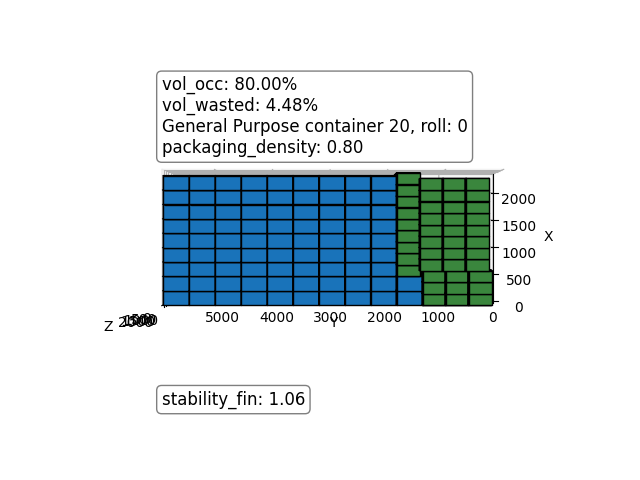 vol_occ: 80.00%
vol_wasted: 4.48%
General Purpose container 20, roll: 0
packaging_density: 0.80
2000
1500
X
1000
500
0
5000 4000 3000 2000 1000 0
Y
Z
stability_fin: 1.06